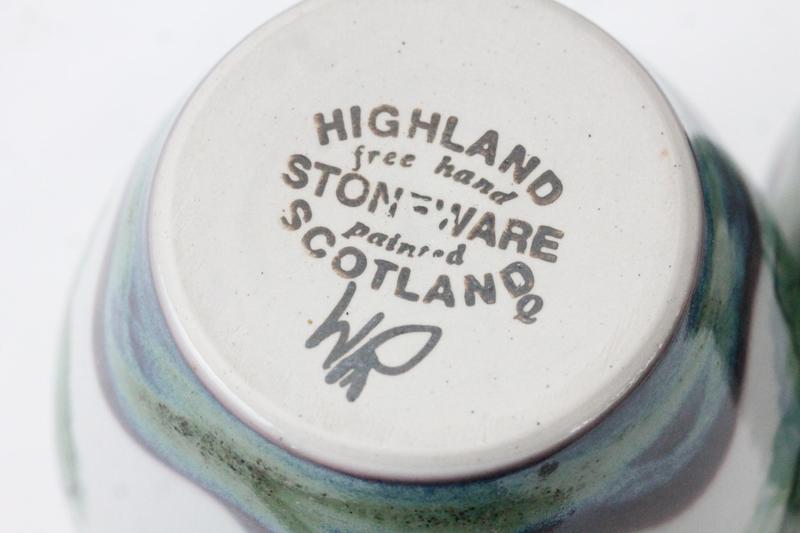 HIGHLAND
free hand
STONEWARE
painted
SCOTLAND
Q